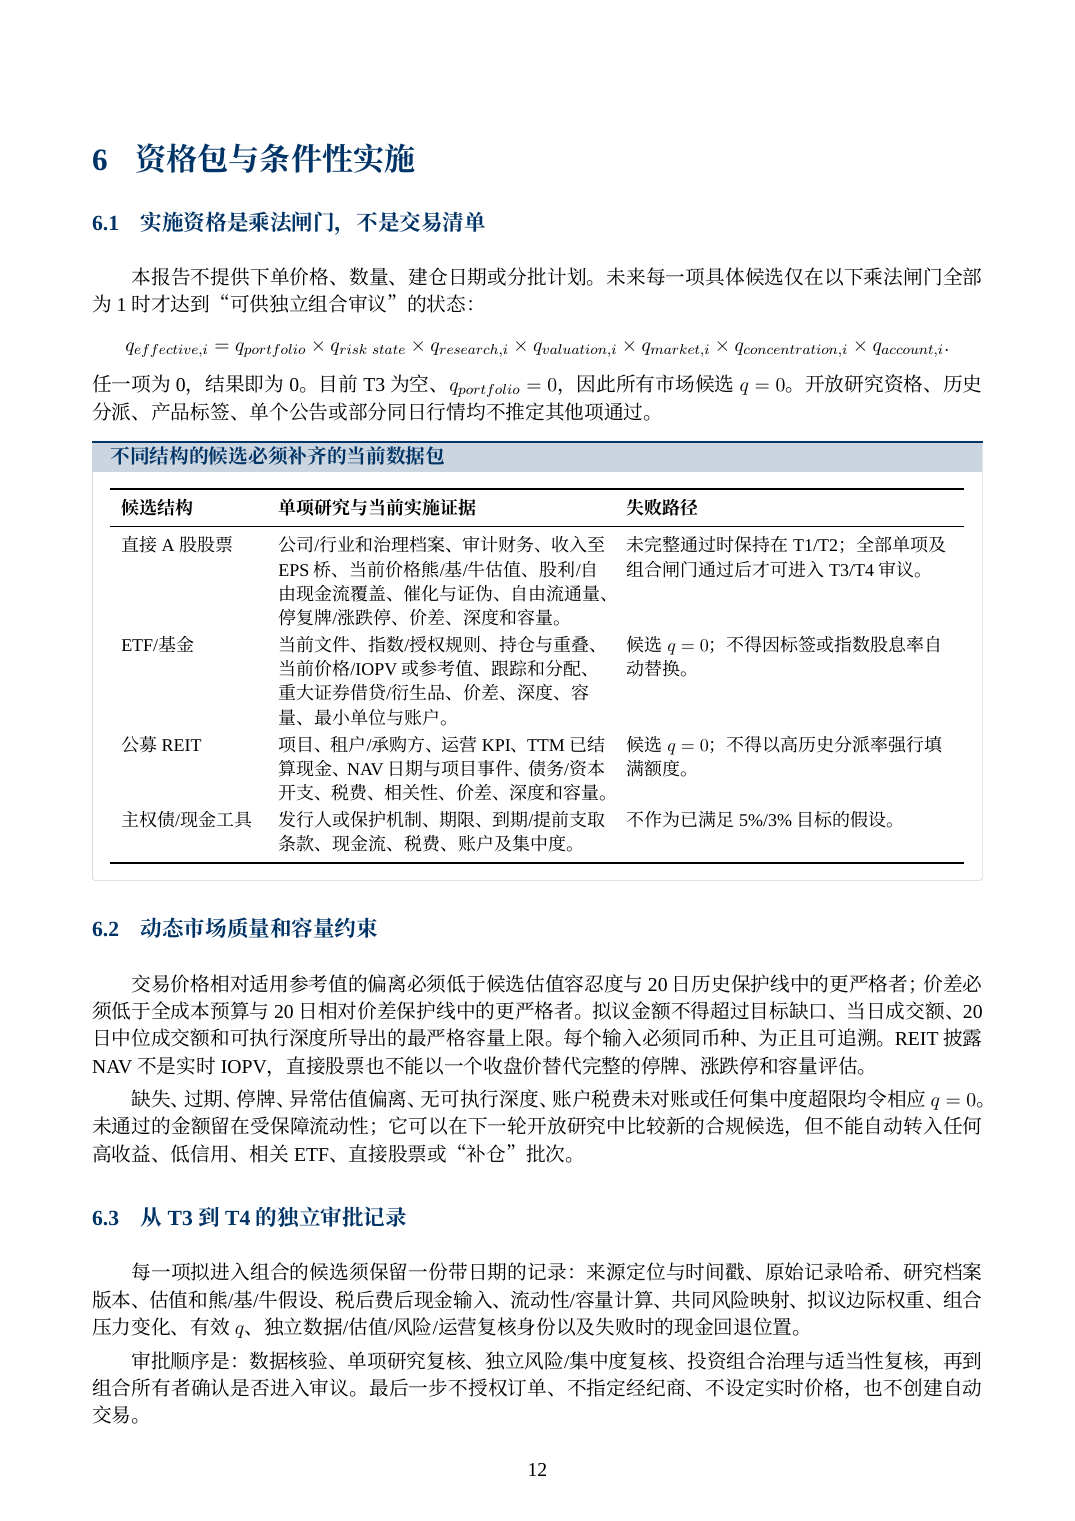 6 资格包与条件性实施
6.1 实施资格是乘法闸门，不是交易清单
本报告不提供下单价格、数量、建仓日期或分批计划。未来每一项具体候选仅在以下乘法闸门全部
为 1 时才达到“可供独立组合审议”的状态：
q_{effective,i} = q_{portfolio} × q_{risk state} × q_{research,i} × q_{valuation,i} × q_{market,i} × q_{concentration,i} × q_{account,i}.
任一项为 0，结果即为 0。目前 T3 为空、q_{portfolio} = 0，因此所有市场候选 q = 0。开放研究资格、历史
分派、产品标签、单个公告或部分同日行情均不推定其他项通过。
不同结构的候选必须补齐的当前数据包
候选结构 单项研究与当前实施证据 失败路径
直接 A 股股票 公司/行业和治理档案、审计财务、收入至 未完整通过时保持在 T1/T2；全部单项及
EPS 桥、当前价格熊/基/牛估值、股利/自 组合闸门通过后才可进入 T3/T4 审议。
由现金流覆盖、催化与证伪、自由流通量、
停复牌/涨跌停、价差、深度和容量。
ETF/基金 当前文件、指数/授权规则、持仓与重叠、 候选 q = 0；不得因标签或指数股息率自
当前价格/IOPV 或参考值、跟踪和分配、 动替换。
重大证券借贷/衍生品、价差、深度、容
量、最小单位与账户。
公募 REIT 项目、租户/承购方、运营 KPI、TTM 已结 候选 q = 0；不得以高历史分派率强行填
算现金、NAV 日期与项目事件、债务/资本 满额度。
开支、税费、相关性、价差、深度和容量。
主权债/现金工具 发行人或保护机制、期限、到期/提前支取 不作为已满足 5%/3% 目标的假设。
条款、现金流、税费、账户及集中度。
6.2 动态市场质量和容量约束
交易价格相对适用参考值的偏离必须低于候选估值容忍度与 20 日历史保护线中的更严格者；价差必
须低于全成本预算与 20 日相对价差保护线中的更严格者。拟议金额不得超过目标缺口、当日成交额、20
日中位成交额和可执行深度所导出的最严格容量上限。每个输入必须同币种、为正且可追溯。REIT 披露
NAV 不是实时 IOPV，直接股票也不能以一个收盘价替代完整的停牌、涨跌停和容量评估。
缺失、过期、停牌、异常估值偏离、无可执行深度、账户税费未对账或任何集中度超限均令相应 q = 0。
未通过的金额留在受保障流动性；它可以在下一轮开放研究中比较新的合规候选，但不能自动转入任何
高收益、低信用、相关 ETF、直接股票或“补仓”批次。
6.3 从 T3 到 T4 的独立审批记录
每一项拟进入组合的候选须保留一份带日期的记录：来源定位与时间戳、原始记录哈希、研究档案
版本、估值和熊/基/牛假设、税后费后现金输入、流动性/容量计算、共同风险映射、拟议边际权重、组合
压力变化、有效 q、独立数据/估值/风险/运营复核身份以及失败时的现金回退位置。
审批顺序是：数据核验、单项研究复核、独立风险/集中度复核、投资组合治理与适当性复核，再到
组合所有者确认是否进入审议。最后一步不授权订单、不指定经纪商、不设定实时价格，也不创建自动
交易。
12